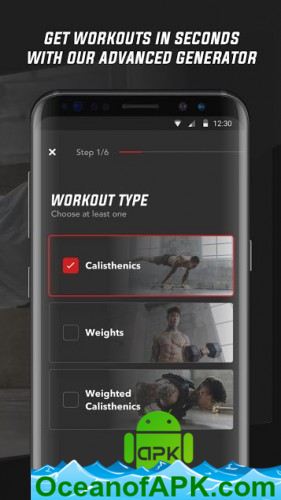 GET WORKOUTS IN SECONDS
WITH OUR ADVANCED GENERATOR
12:30
Step 1/6
WORKOUT TYPE
Choose at least one
Calisthenics
Weights
Weighted
Calisthenics
APK
OceanofAPK.com